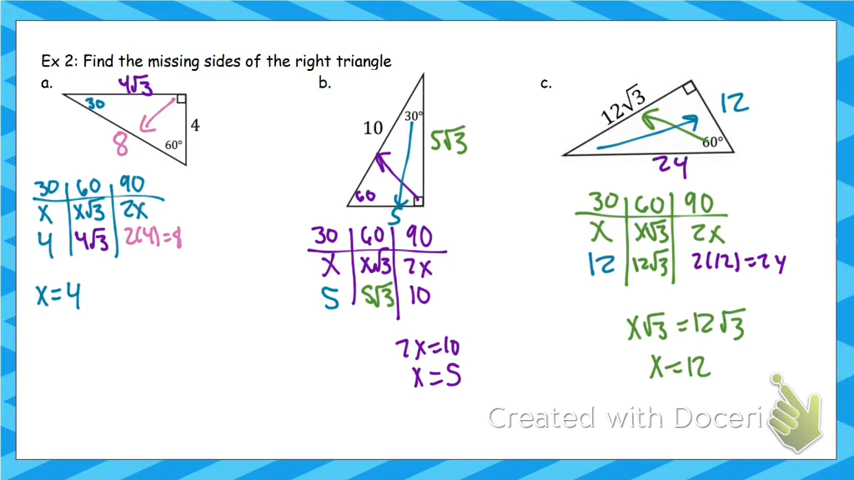 Ex 2: Find the missing sides of the right triangle
a.
4√3
30
4
8
60°
30 60 90
x x√3 2x
4 4√3 2(4)=8
x=4
b.
30°
10
5√3
60
5
30 60 90
x x√3 2x
5 5√3 10
2x=10
x=5
c.
12√3
12
60°
24
30 60 90
x x√3 2x
12 12√3 2(12)=24
x√3=12√3
x=12
Created with Doceri